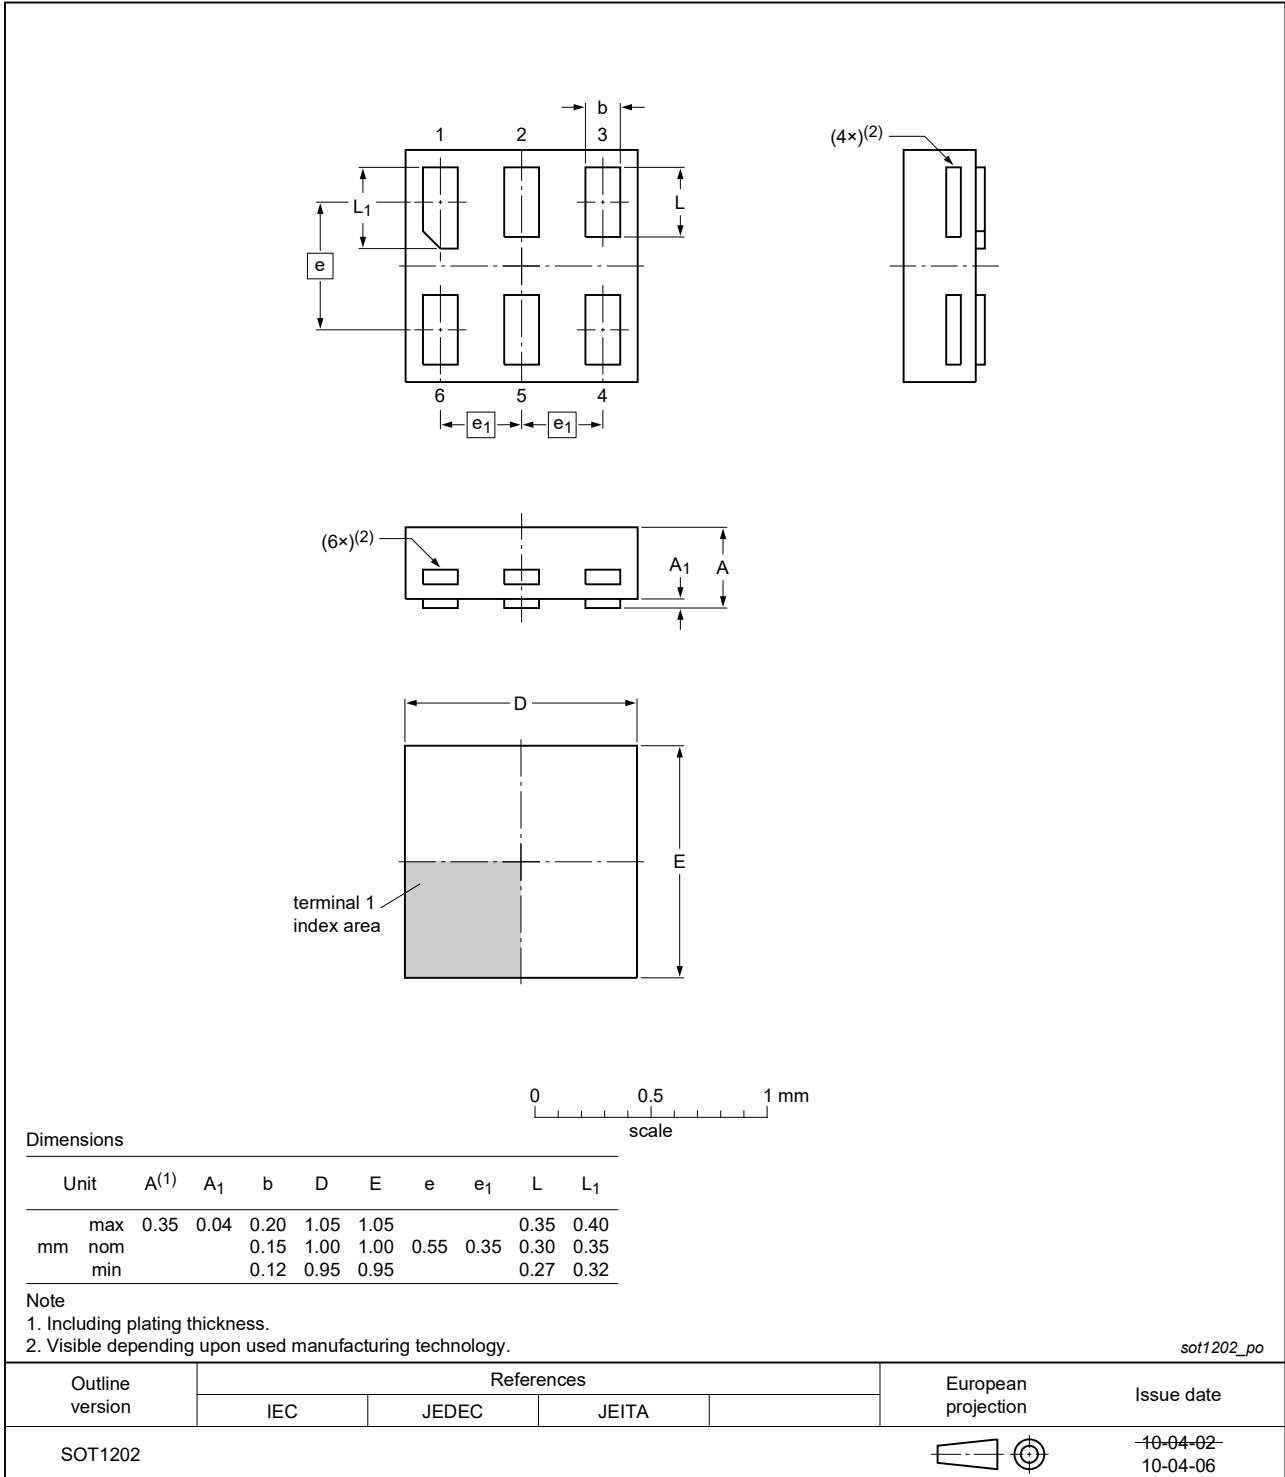 b
1 2 3
(4×)(2)
L1
L
e
6 5 4
e1 e1
(6×)(2)
A1
A
D
E
terminal 1
index area
0 0.5 1 mm
scale
Dimensions
Unit A(1) A1 b D E e e1 L L1
max 0.35 0.04 0.20 1.05 1.05 0.35 0.40
mm nom 0.15 1.00 1.00 0.55 0.35 0.30 0.35
min 0.12 0.95 0.95 0.27 0.32
Note
1. Including plating thickness.
2. Visible depending upon used manufacturing technology.
sot1202_po
Outline
version
References
IEC JEDEC JEITA
European
projection
Issue date
SOT1202
10-04-02
10-04-06